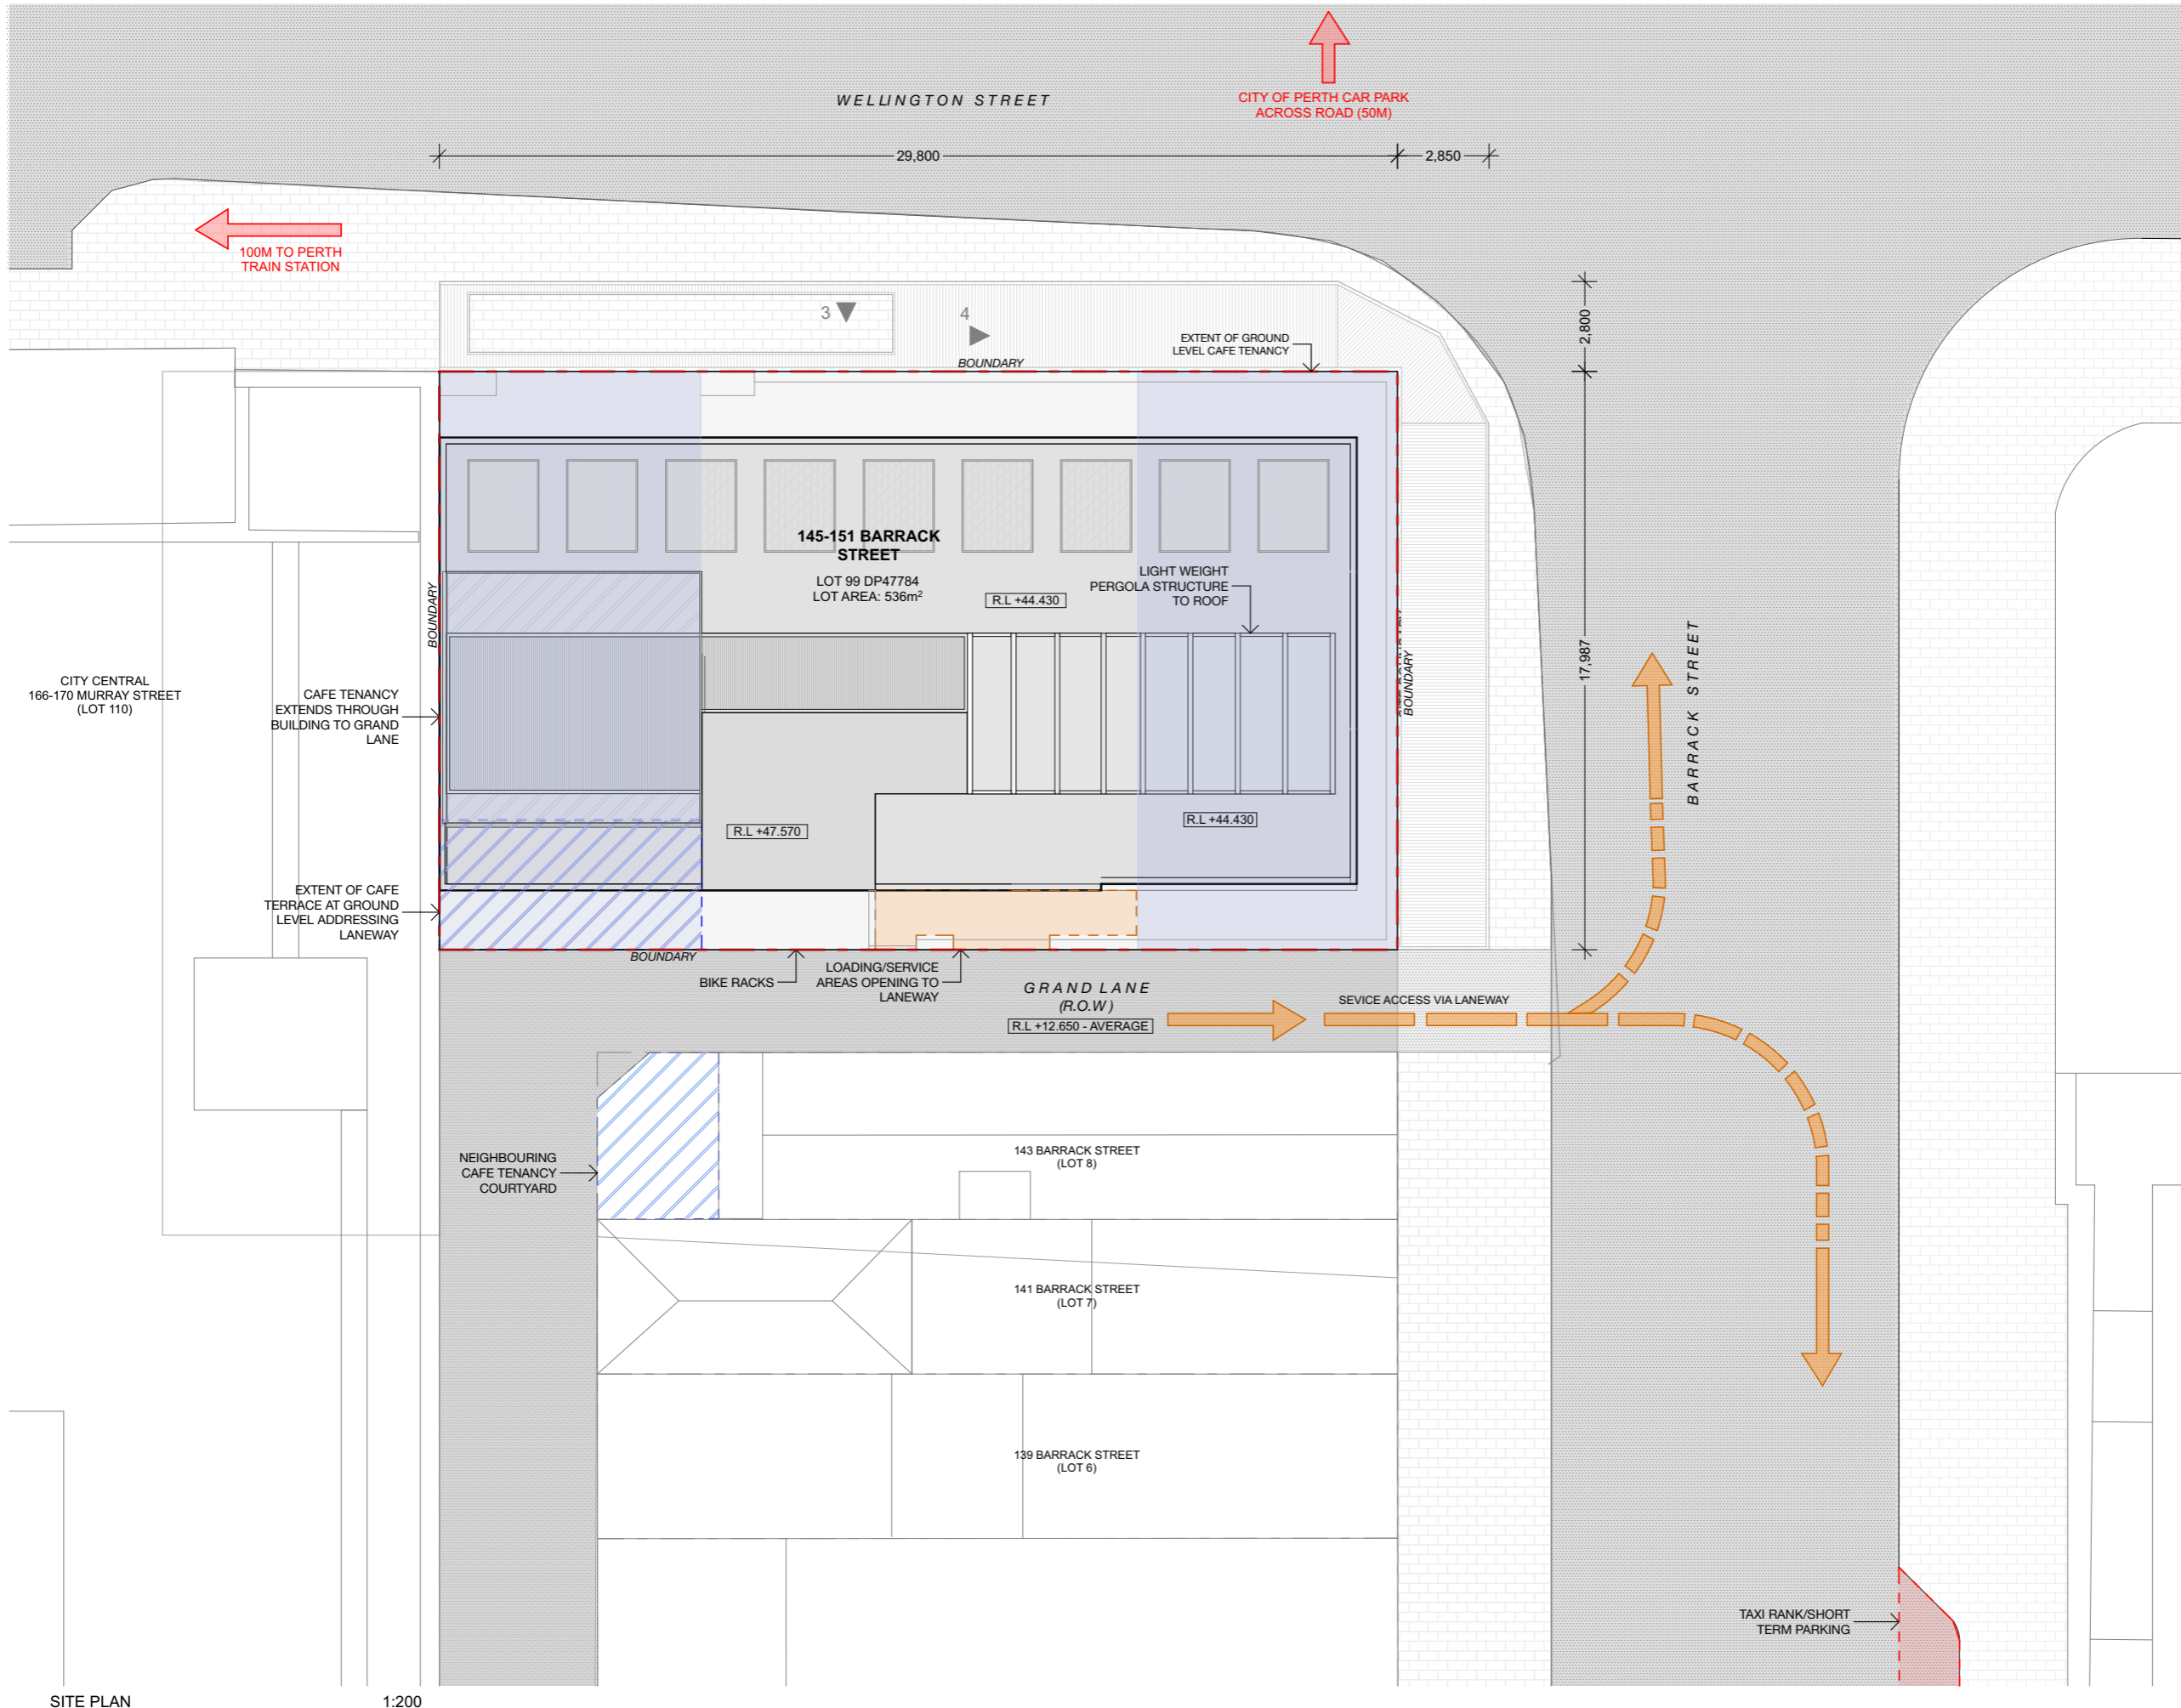 WELLINGTON STREET
CITY OF PERTH CAR PARK
ACROSS ROAD (50M)
29,800
2,850
100M TO PERTH
TRAIN STATION
3
4
2,800
EXTENT OF GROUND
LEVEL CAFE TENANCY
BOUNDARY
145-151 BARRACK
STREET
LOT 99 DP47784
LOT AREA: 536m²
R.L +44.430
LIGHT WEIGHT
PERGOLA STRUCTURE
TO ROOF
BOUNDARY
BOUNDARY
17,987
BARRACK STREET
CITY CENTRAL
166-170 MURRAY STREET
(LOT 110)
CAFE TENANCY
EXTENDS THROUGH
BUILDING TO GRAND
LANE
R.L +47.570
R.L +44.430
EXTENT OF CAFE
TERRACE AT GROUND
LEVEL ADDRESSING
LANEWAY
BOUNDARY
BIKE RACKS
LOADING/SERVICE
AREAS OPENING TO
LANEWAY
GRAND LANE
(R.O.W)
R.L +12.650 - AVERAGE
SEVICE ACCESS VIA LANEWAY
NEIGHBOURING
CAFE TENANCY
COURTYARD
143 BARRACK STREET
(LOT 8)
141 BARRACK STREET
(LOT 7)
139 BARRACK STREET
(LOT 6)
TAXI RANK/SHORT
TERM PARKING
SITE PLAN
1:200